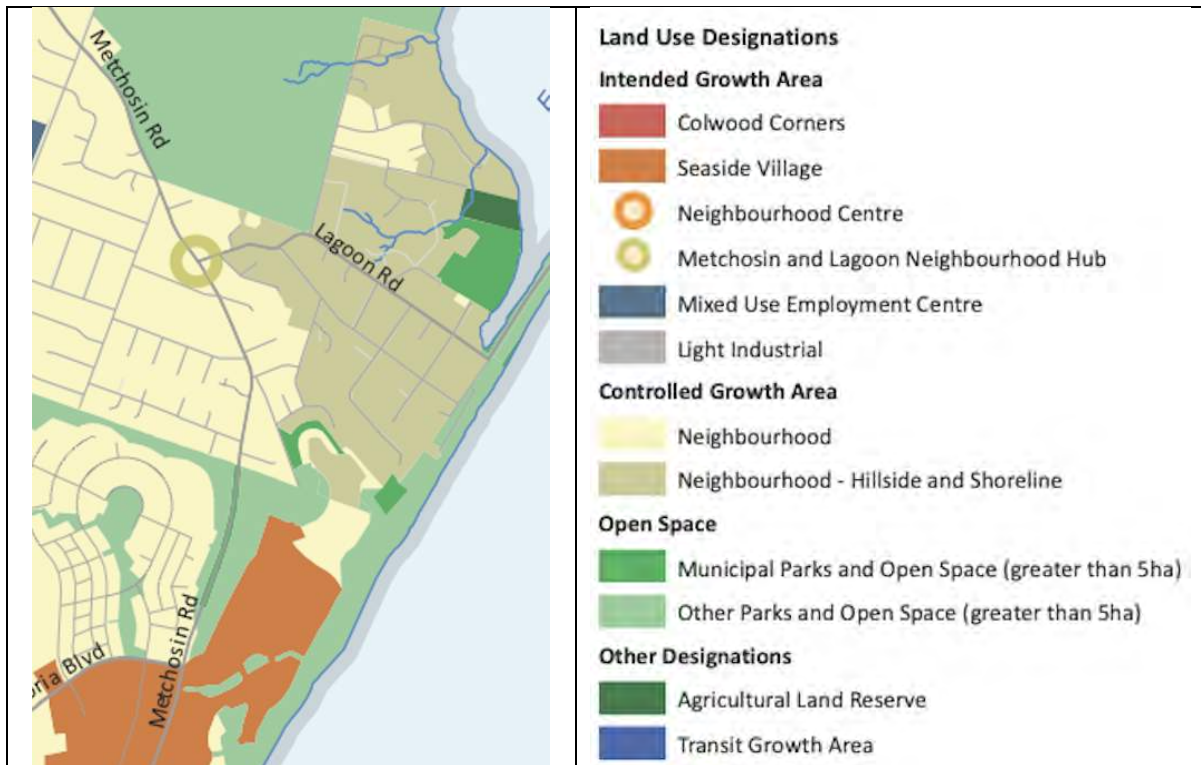 Metchosin Rd
Lagoon Rd
Metchosin Rd
Blvd
Land Use Designations
Intended Growth Area
Colwood Corners
Seaside Village
Neighbourhood Centre
Metchosin and Lagoon Neighbourhood Hub
Mixed Use Employment Centre
Light Industrial
Controlled Growth Area
Neighbourhood
Neighbourhood - Hillside and Shoreline
Open Space
Municipal Parks and Open Space (greater than 5ha)
Other Parks and Open Space (greater than 5ha)
Other Designations
Agricultural Land Reserve
Transit Growth Area